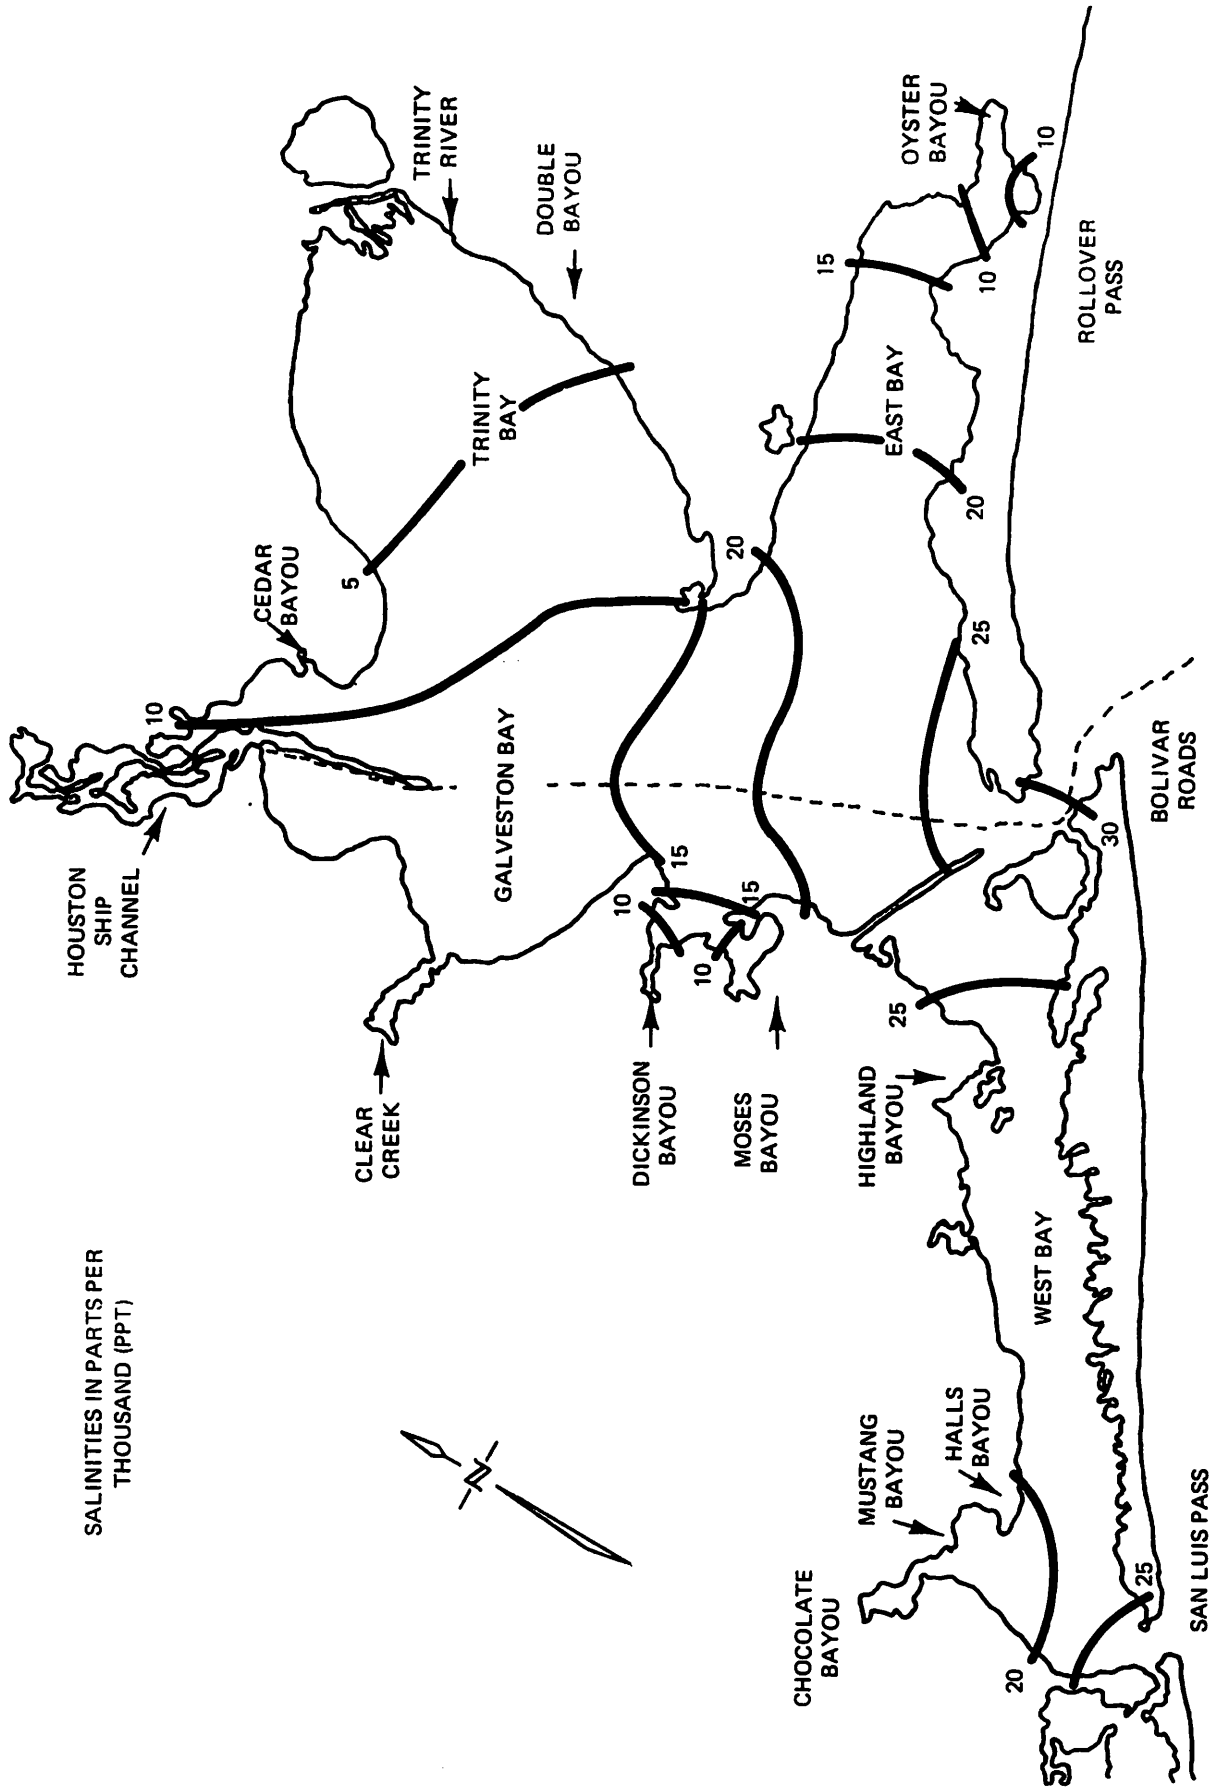 SALINITIES IN PARTS PER
THOUSAND (PPT)
HOUSTON
SHIP
CHANNEL
10
CEDAR
BAYOU
5
TRINITY
BAY
TRINITY
RIVER
DOUBLE
BAYOU
CLEAR
CREEK
GALVESTON BAY
DICKINSON
BAYOU
10
15
MOSES
BAYOU
10
15
20
15
20
EAST BAY
OYSTER
BAYOU
10
10
ROLLOVER
PASS
HIGHLAND
BAYOU
25
25
30
BOLIVAR
ROADS
WEST BAY
N
CHOCOLATE
BAYOU
MUSTANG
BAYOU
HALLS
BAYOU
20
25
SAN LUIS PASS